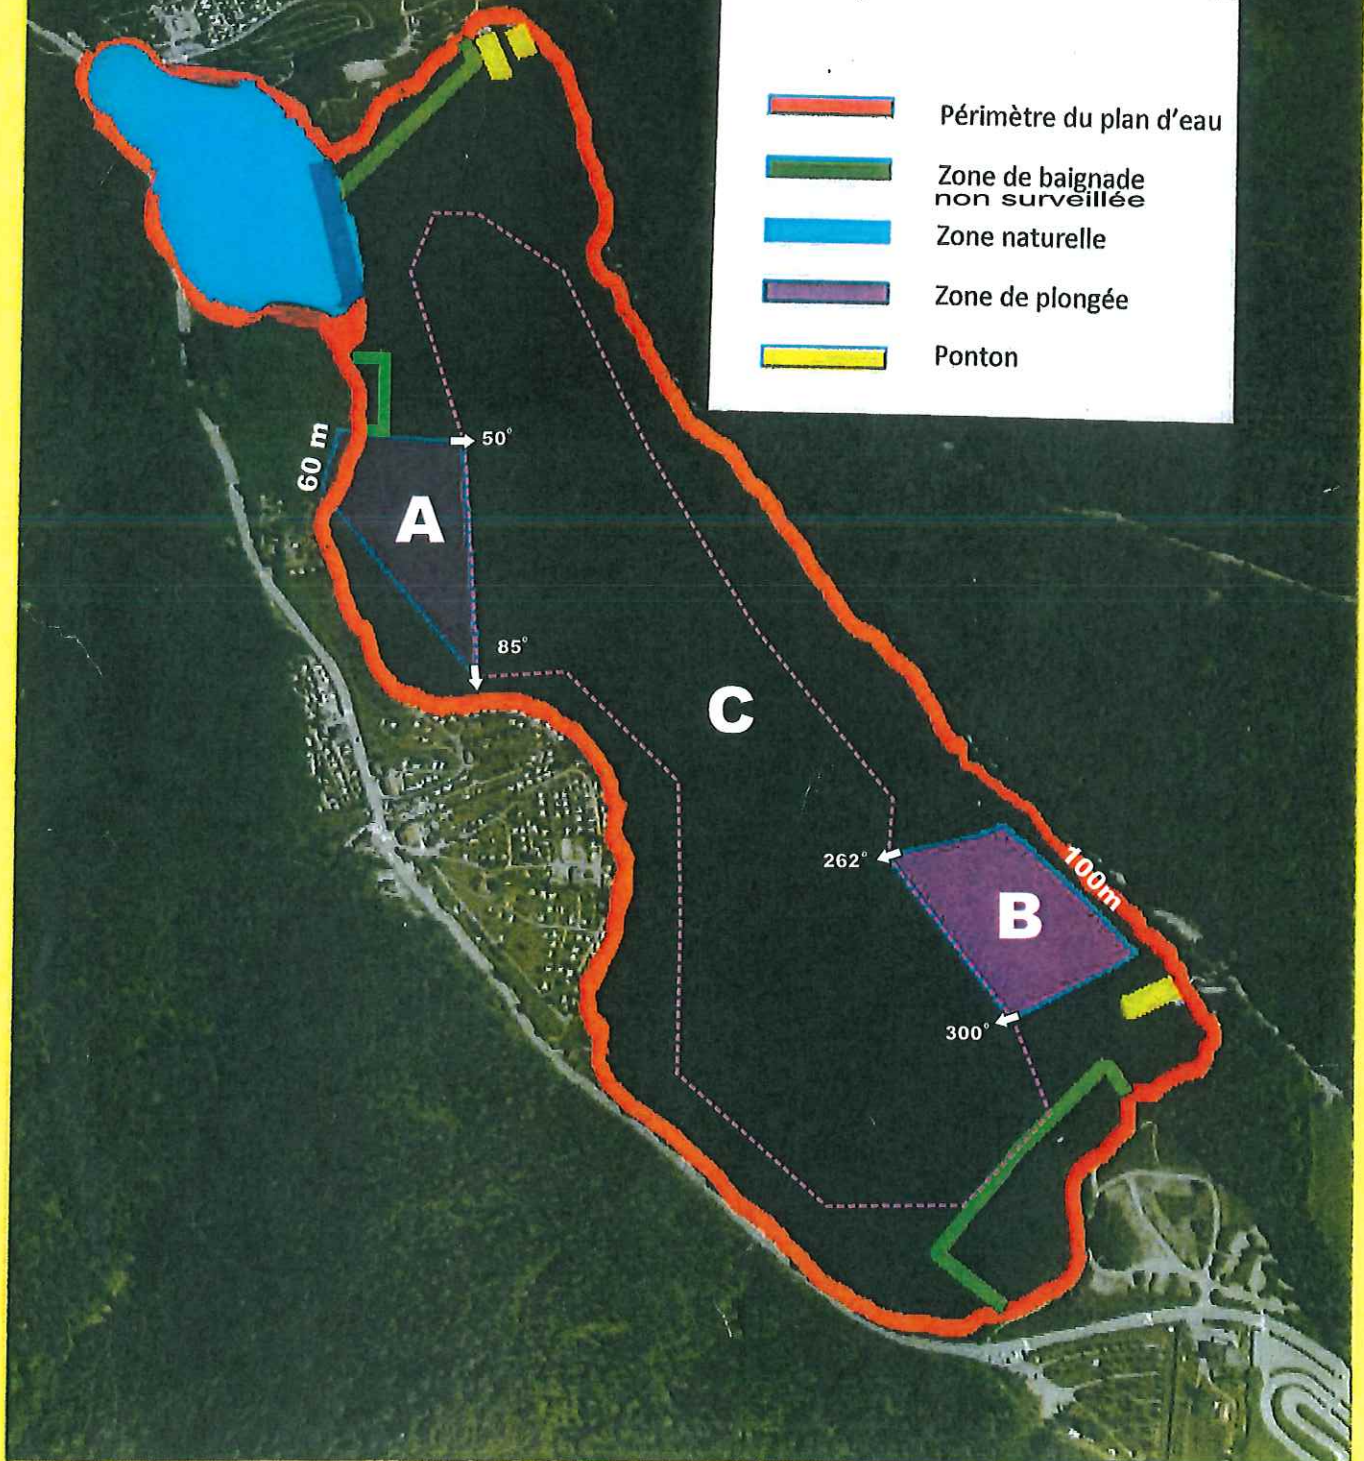 Périmètre du plan d'eau
Zone de baignade
non surveillée
Zone naturelle
Zone de plongée
Ponton
50°
60 m
A
85°
C
262°
100m
B
300°